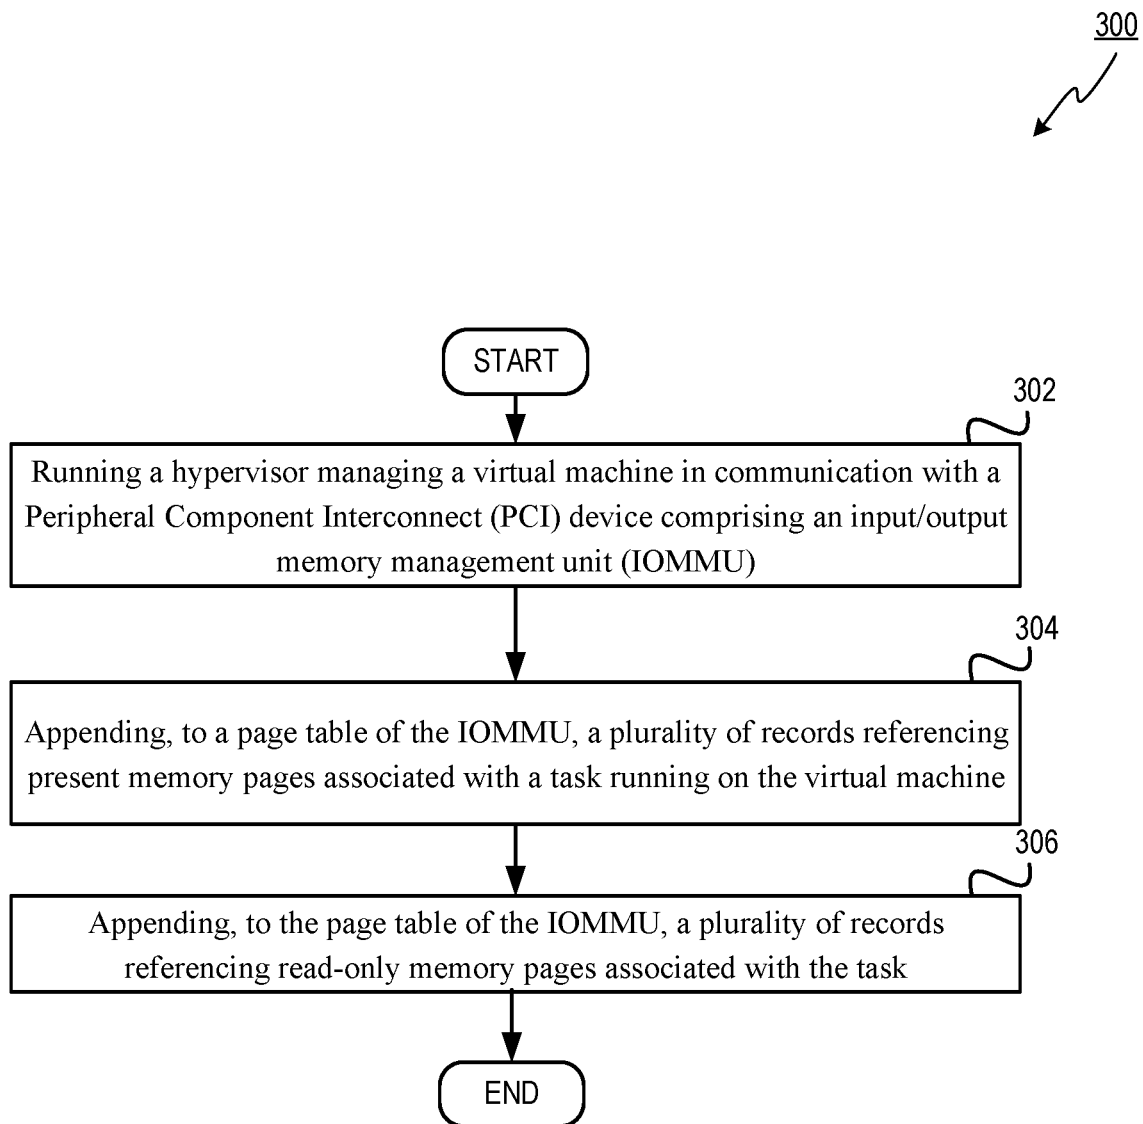 300
START
302
Running a hypervisor managing a virtual machine in communication with a
Peripheral Component Interconnect (PCI) device comprising an input/output
memory management unit (IOMMU)
304
Appending, to a page table of the IOMMU, a plurality of records referencing
present memory pages associated with a task running on the virtual machine
306
Appending, to the page table of the IOMMU, a plurality of records
referencing read-only memory pages associated with the task
END